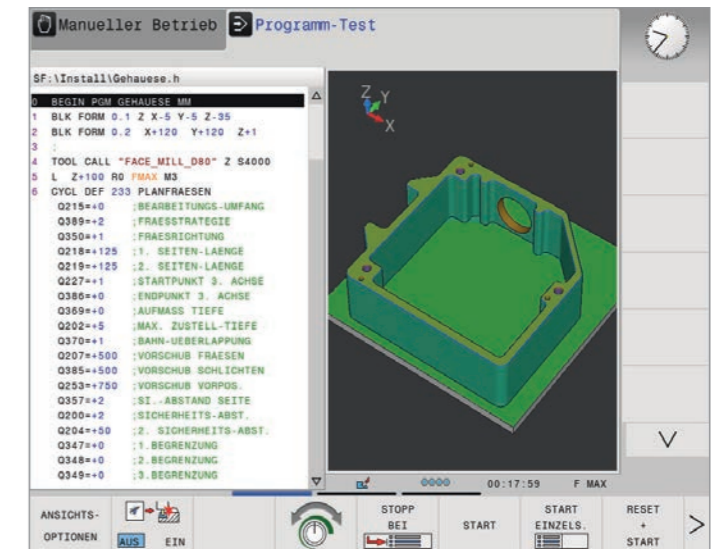 Manueller Betrieb
Programm-Test
SF:\Install\Gehauese.h
0 BEGIN PGM GEHAUESE MM
1 BLK FORM 0.1 Z X-5 Y-5 Z-35
2 BLK FORM 0.2 X+120 Y+120 Z+1
3 ;
4 TOOL CALL "FACE_MILL_D80" Z S4000
5 L Z+100 R0 FMAX M3
6 CYCL DEF 233 PLANFRAESEN
Q215=+0 ;BEARBEITUNGS-UMFANG
Q389=+2 ;FRAESSTRATEGIE
Q350=+1 ;FRAESRICHTUNG
Q218=+125 ;1. SEITEN-LAENGE
Q219=+125 ;2. SEITEN-LAENGE
Q227=+1 ;STARTPUNKT 3. ACHSE
Q386=+0 ;ENDPUNKT 3. ACHSE
Q369=+0 ;AUFMASS TIEFE
Q202=+5 ;MAX. ZUSTELL-TIEFE
Q370=+1 ;BAHN-UEBERLAPPUNG
Q207=+500 ;VORSCHUB FRAESEN
Q385=+500 ;VORSCHUB SCHLICHTEN
Q253=+750 ;VORSCHUB VORPOS.
Q357=+2 ;SI.-ABSTAND SEITE
Q200=+2 ;SICHERHEITS-ABST.
Q204=+50 ;2. SICHERHEITS-ABST.
Q347=+0 ;1.BEGRENZUNG
Q348=+0 ;2.BEGRENZUNG
Q349=+0 ;3.BEGRENZUNG
Z
Y
X
00:17:59 F MAX
ANSICHTS-
OPTIONEN
AUS EIN
STOPP
BEI
START
START
EINZELS.
RESET
+
START